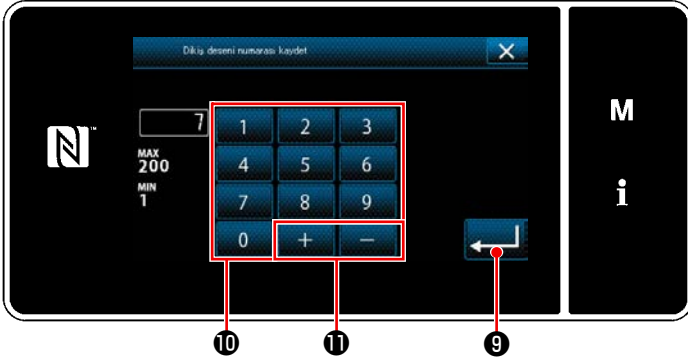 Dikiş deseni numarası kaydet
7
MAX
200
MIN
1
1 2 3
4 5 6
7 8 9
0 + −
M
i
N™
❿ ⓫ ❾